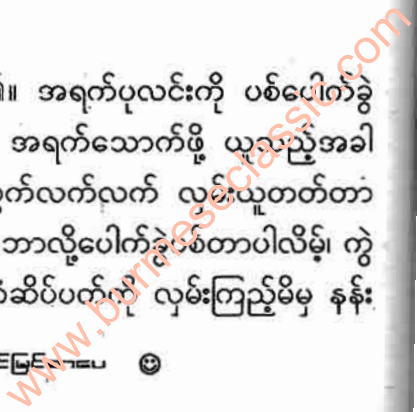 ၏။ အရက်ပုလင်းကို ပစ်ပေါက်ခွဲ
အရက်သောက်ဖို့ ယူသည့်အခါ
ွက်လက်လက် လှမ်းယူတတ်တာ
ဘာလို့ပေါက်ခွဲပစ်တာပါလိမ့်၊ ကွဲ
ဆိပ်ပတ်ကို လှမ်းကြည့်မိမှ နန်း
☺
www.burmeseclassic.com